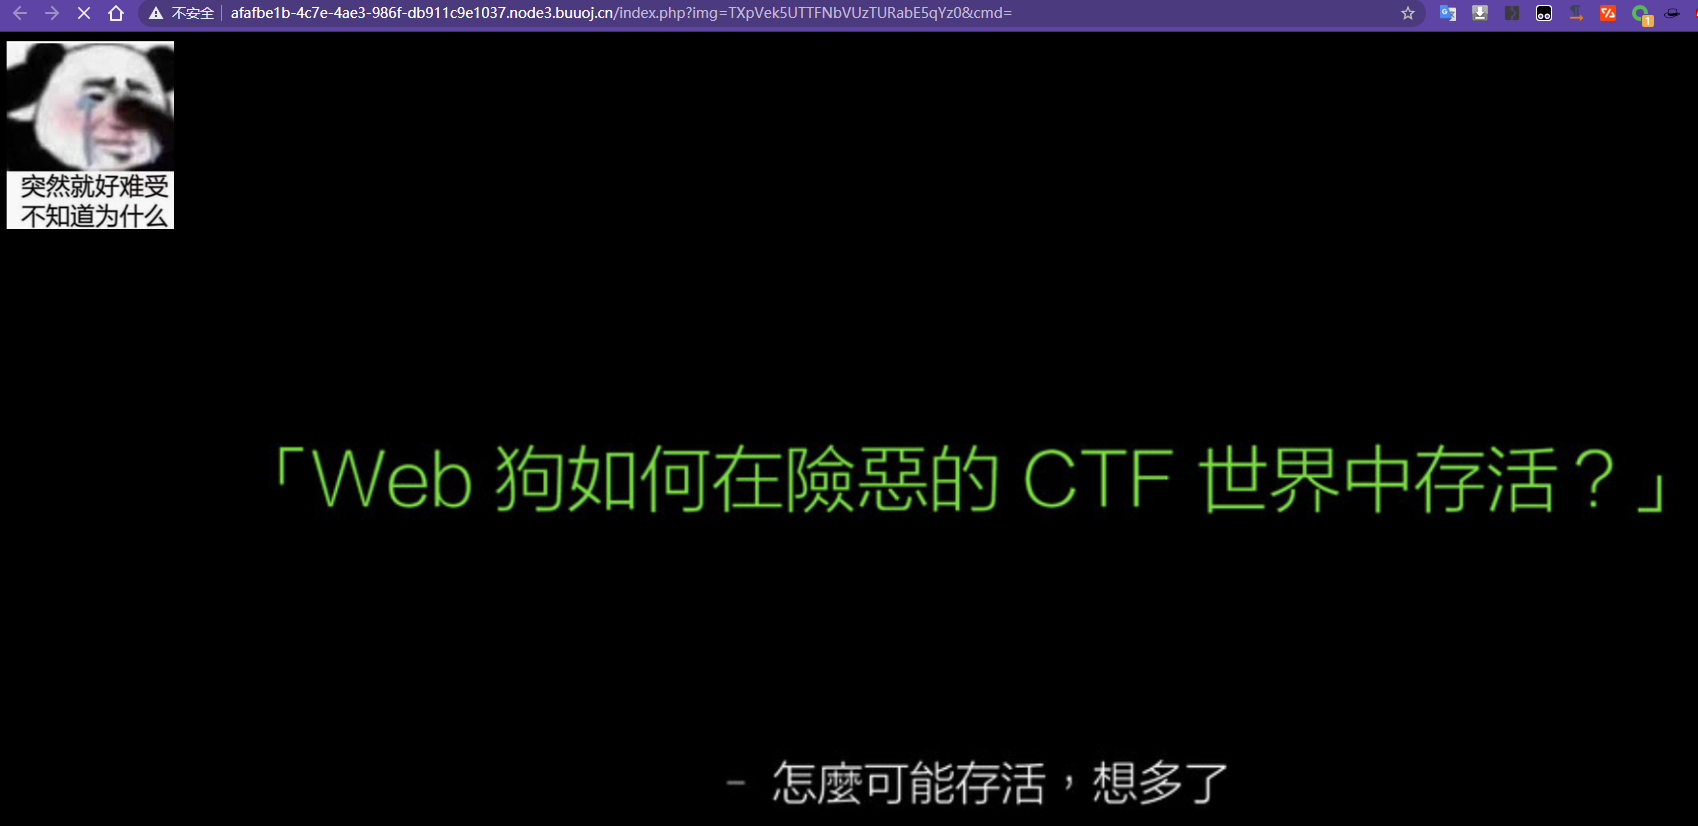 不安全 afafbe1b-4c7e-4ae3-986f-db911c9e1037.node3.buuoj.cn/index.php?img=TXpVek5UTTFNbVUzTURabE5qYz0&cmd=
1
突然就好难受
不知道为什么
「Web 狗如何在險惡的 CTF 世界中存活？」
- 怎麼可能存活，想多了